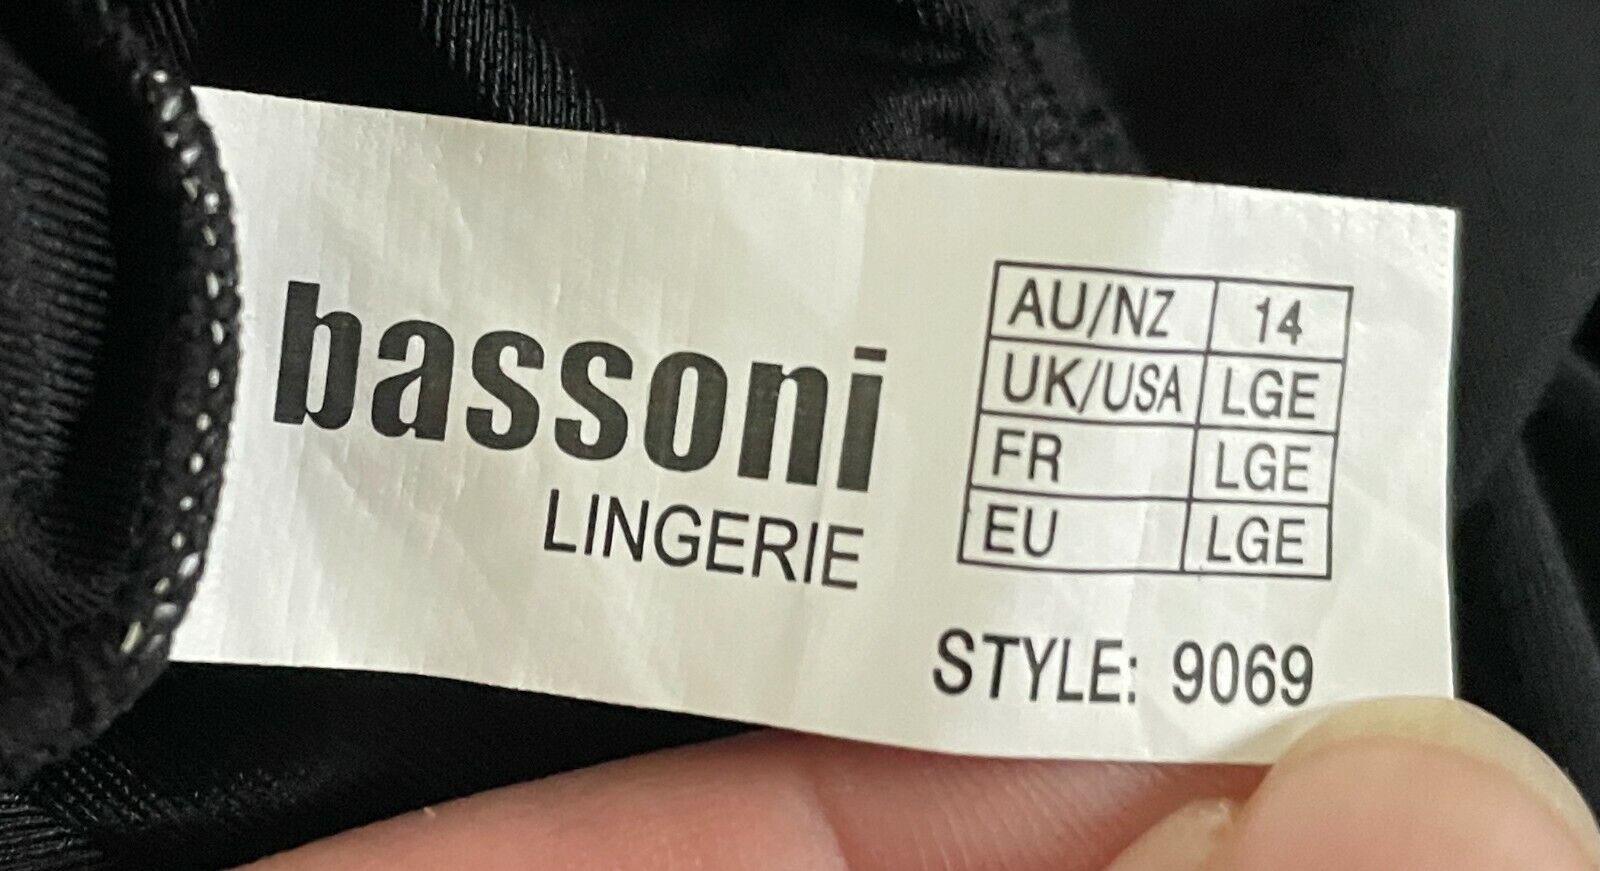 bassoni
LINGERIE
AU/NZ 14
UK/USA LGE
FR LGE
EU LGE
STYLE: 9069